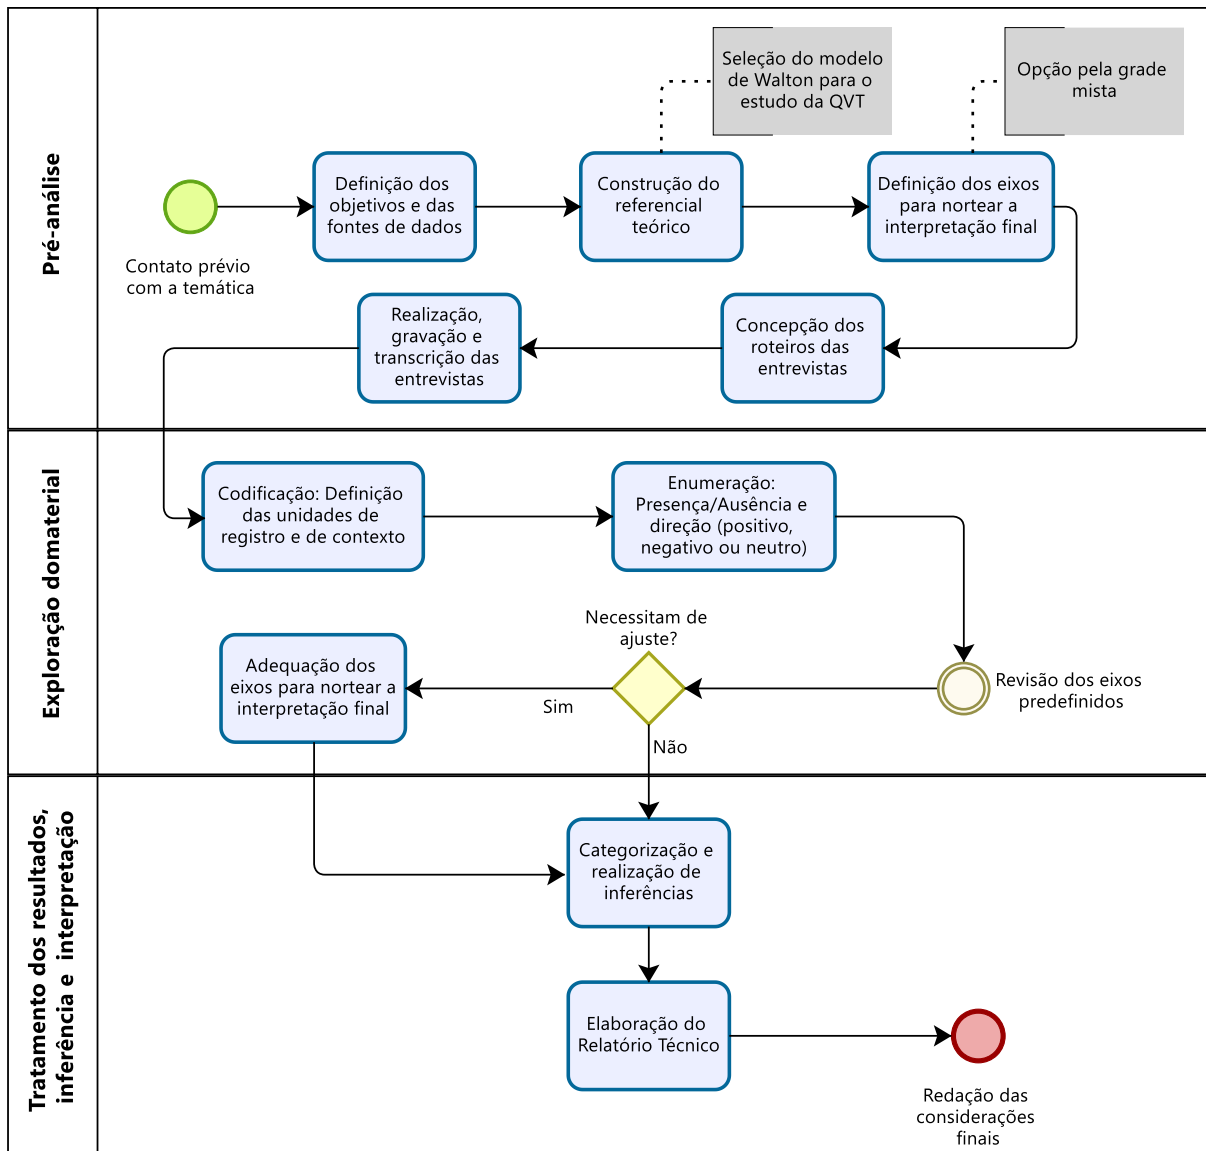 Pré-análise
Seleção do modelo
de Walton para o
estudo da QVT
Opção pela grade
mista
Contato prévio
com a temática
Definição dos
objetivos e das
fontes de dados
Construção do
referencial
teórico
Definição dos eixos
para nortear a
interpretação final
Realização,
gravação e
transcrição das
entrevistas
Concepção dos
roteiros das
entrevistas
Exploração domaterial
Codificação: Definição
das unidades de
registro e de contexto
Enumeração:
Presença/Ausência e
direção (positivo,
negativo ou neutro)
Adequação dos
eixos para nortear a
interpretação final
Sim
Necessitam de
ajuste?
Não
Revisão dos eixos
predefinidos
Tratamento dos resultados,
inferência e interpretação
Categorização e
realização de
inferências
Elaboração do
Relatório Técnico
Redação das
considerações
finais